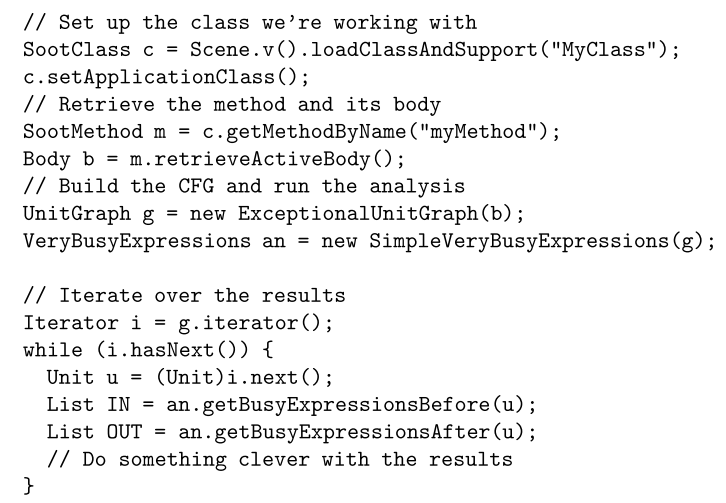 // Set up the class we're working with
SootClass c = Scene.v().loadClassAndSupport("MyClass");
c.setApplicationClass();
// Retrieve the method and its body
SootMethod m = c.getMethodByName("myMethod");
Body b = m.retrieveActiveBody();
// Build the CFG and run the analysis
UnitGraph g = new ExceptionalUnitGraph(b);
VeryBusyExpressions an = new SimpleVeryBusyExpressions(g);

// Iterate over the results
Iterator i = g.iterator();
while (i.hasNext()) {
  Unit u = (Unit)i.next();
  List IN = an.getBusyExpressionsBefore(u);
  List OUT = an.getBusyExpressionsAfter(u);
  // Do something clever with the results
}